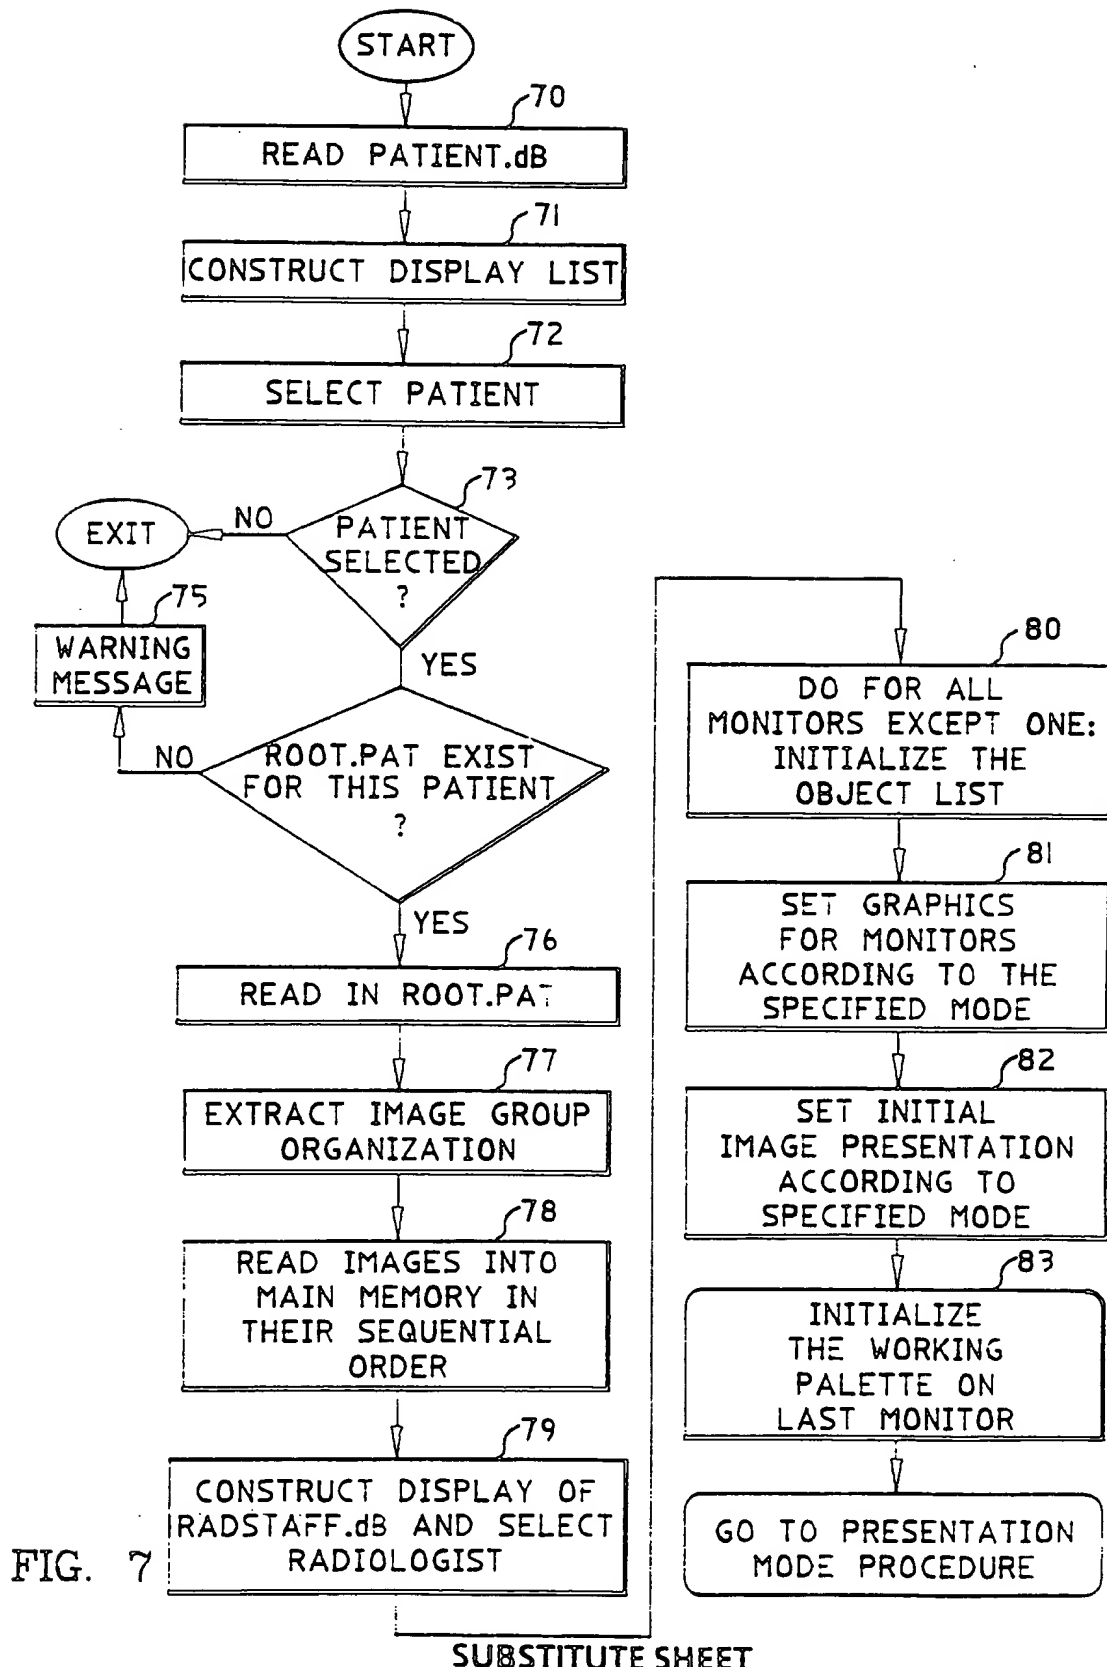 START
70
READ PATIENT.dB
71
CONSTRUCT DISPLAY LIST
72
SELECT PATIENT
73
PATIENT
SELECTED
?
NO
EXIT
75
WARNING
MESSAGE
YES
NO
ROOT.PAT EXIST
FOR THIS PATIENT
?
YES
76
READ IN ROOT.PAT
77
EXTRACT IMAGE GROUP
ORGANIZATION
78
READ IMAGES INTO
MAIN MEMORY IN
THEIR SEQUENTIAL
ORDER
79
CONSTRUCT DISPLAY OF
RADSTAFF.dB AND SELECT
RADIOLOGIST
80
DO FOR ALL
MONITORS EXCEPT ONE:
INITIALIZE THE
OBJECT LIST
81
SET GRAPHICS
FOR MONITORS
ACCORDING TO THE
SPECIFIED MODE
82
SET INITIAL
IMAGE PRESENTATION
ACCORDING TO
SPECIFIED MODE
83
INITIALIZE
THE WORKING
PALETTE ON
LAST MONITOR
GO TO PRESENTATION
MODE PROCEDURE
FIG. 7
SUBSTITUTE SHEET